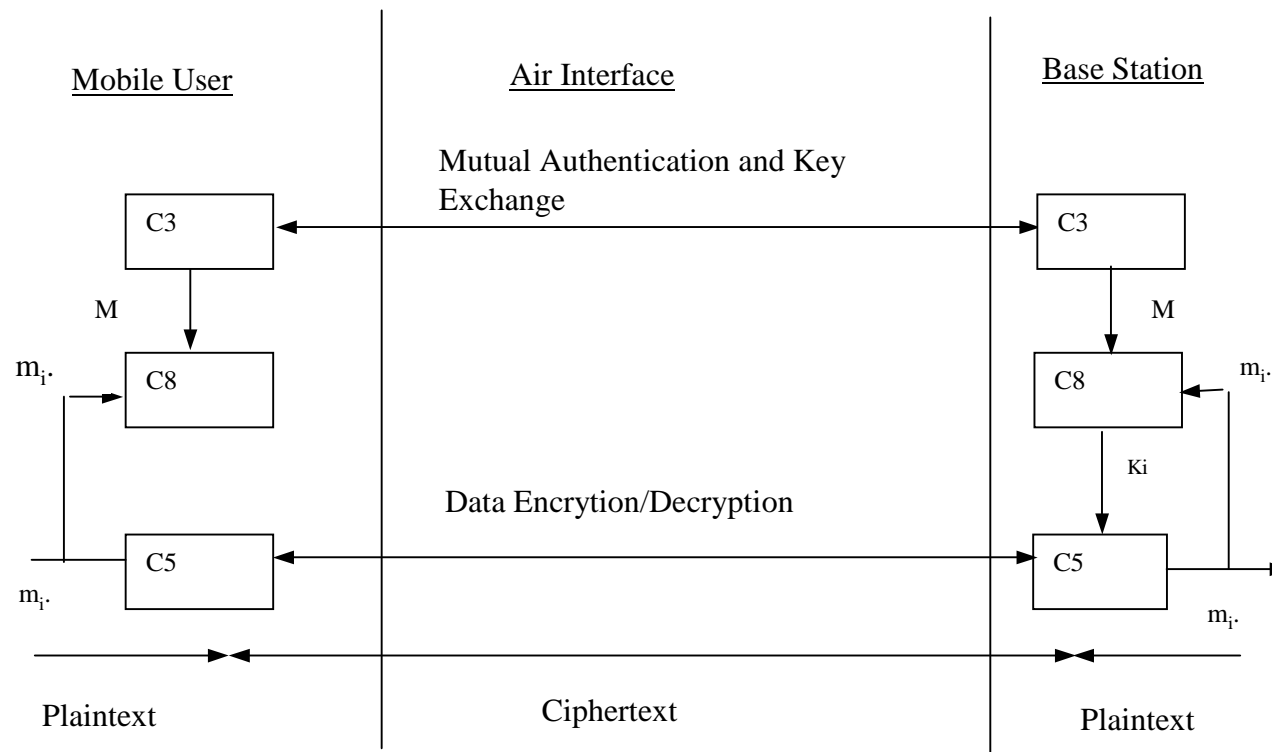 Mobile User
Air Interface
Base Station
Mutual Authentication and Key
Exchange
C3
C3
M
M
mi.
C8
C8
mi.
Ki
Data Encrytion/Decryption
C5
C5
mi.
mi.
Plaintext
Ciphertext
Plaintext